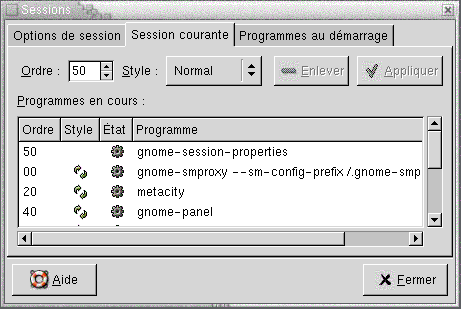 Sessions
Options de session Session courante Programmes au démarrage
Ordre : 50 Style : Normal Enlever Appliquer
Programmes en cours :
Ordre Style État Programme
50 gnome-session-properties
00 gnome-smproxy --sm-config-prefix /.gnome-smp
20 metacity
40 gnome-panel
Aide Fermer